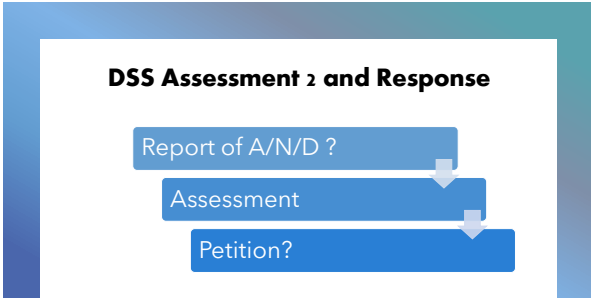 DSS Assessment 2 and Response
Report of A/N/D ?
Assessment
Petition?